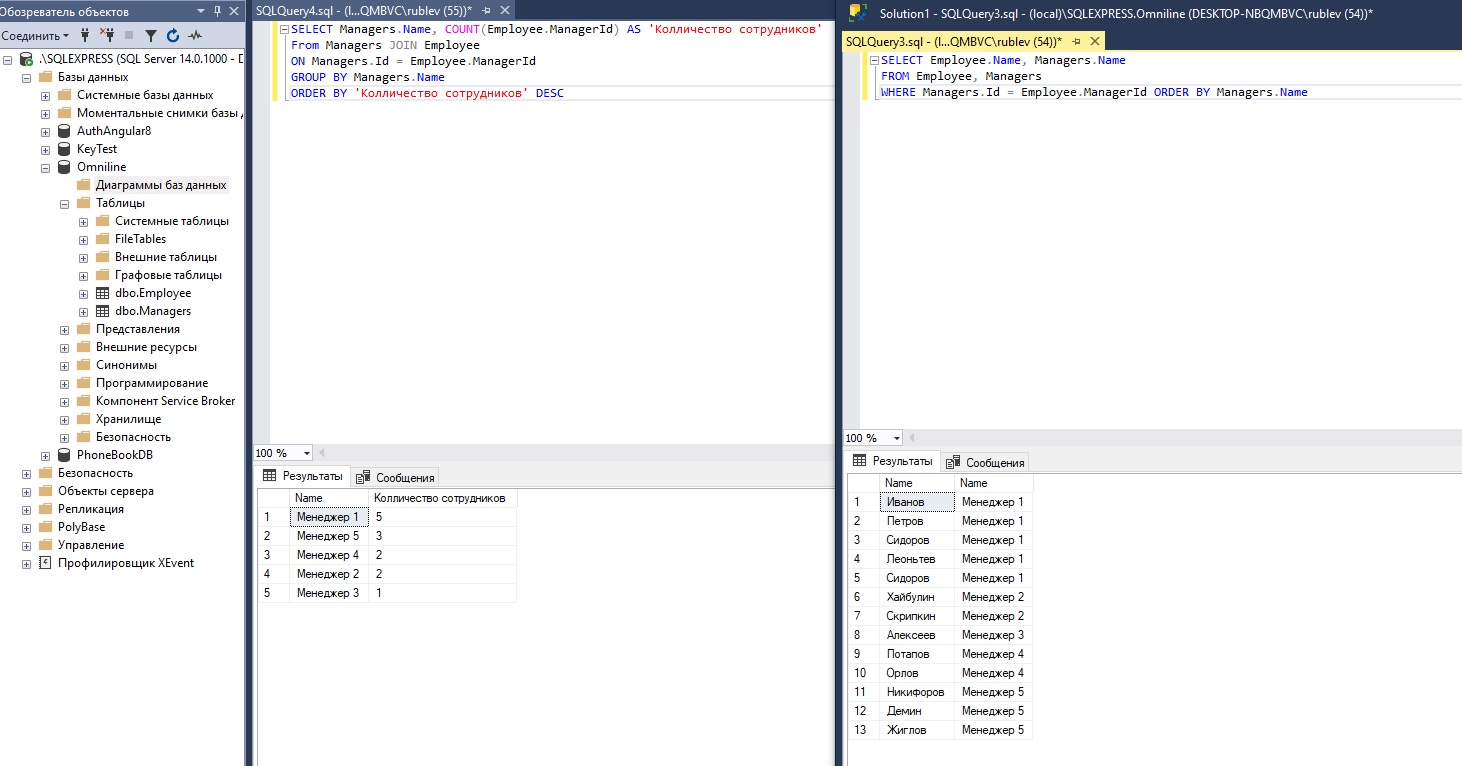 Обозреватель объектов
Соединить
.\SQLEXPRESS (SQL Server 14.0.1000 - D
Базы данных
Системные базы данных
Моментальные снимки базы
AuthAngular8
KeyTest
Omniline
Диаграммы баз данных
Таблицы
Системные таблицы
FileTables
Внешние таблицы
Графовые таблицы
dbo.Employee
dbo.Managers
Представления
Внешние ресурсы
Синонимы
Программирование
Компонент Service Broker
Хранилище
Безопасность
PhoneBookDB
Безопасность
Объекты сервера
Репликация
PolyBase
Управление
Профилировщик XEvent
SQLQuery4.sql - (l...QMBVC\rublev (55))*
SELECT Managers.Name, COUNT(Employee.ManagerId) AS 'Колличество сотрудников'
From Managers JOIN Employee
ON Managers.Id = Employee.ManagerId
GROUP BY Managers.Name
ORDER BY 'Колличество сотрудников' DESC
100 %
Результаты Сообщения
Name Колличество сотрудников
1 Менеджер 1 5
2 Менеджер 5 3
3 Менеджер 4 2
4 Менеджер 2 2
5 Менеджер 3 1
Solution1 - SQLQuery3.sql - (local)\SQLEXPRESS.Omniline (DESKTOP-NBQMBVC\rublev (54))*
SQLQuery3.sql - (l...QMBVC\rublev (54))*
SELECT Employee.Name, Managers.Name
FROM Employee, Managers
WHERE Managers.Id = Employee.ManagerId ORDER BY Managers.Name
100 %
Результаты Сообщения
Name Name
1 Иванов Менеджер 1
2 Петров Менеджер 1
3 Сидоров Менеджер 1
4 Леоньтев Менеджер 1
5 Сидоров Менеджер 1
6 Хайбулин Менеджер 2
7 Скрипкин Менеджер 2
8 Алексеев Менеджер 3
9 Потапов Менеджер 4
10 Орлов Менеджер 4
11 Никифоров Менеджер 5
12 Демин Менеджер 5
13 Жиглов Менеджер 5